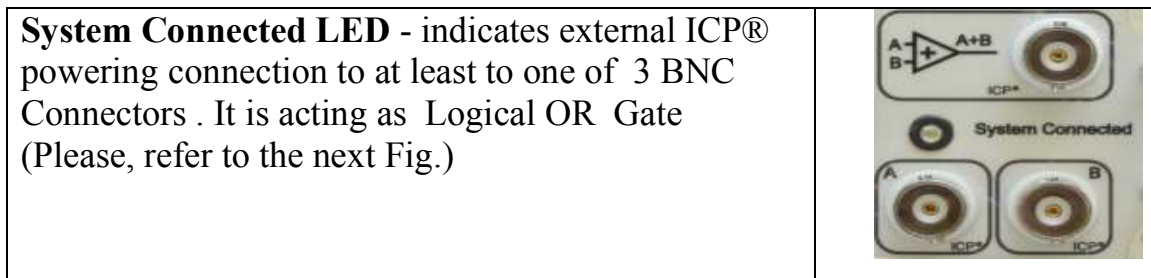 System Connected LED - indicates external ICP®
powering connection to at least to one of 3 BNC
Connectors . It is acting as Logical OR Gate
(Please, refer to the next Fig.)
A
B
+
A+B
ICP®
System Connected
A
ICP®
B
ICP®